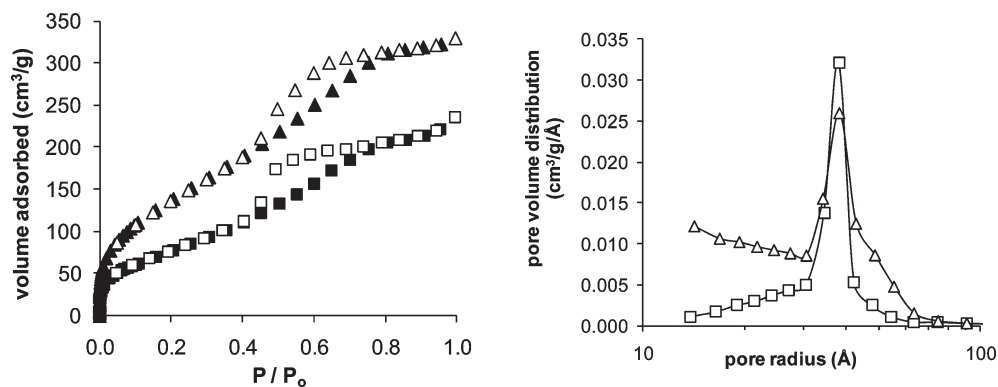 350
300
250
200
150
100
50
0
volume adsorbed (cm³/g)
0.0 0.2 0.4 0.6 0.8 1.0
P / Pₒ
0.035
0.030
0.025
0.020
0.015
0.010
0.005
0.000
pore volume distribution
(cm³/g/Å)
10 100
pore radius (Å)